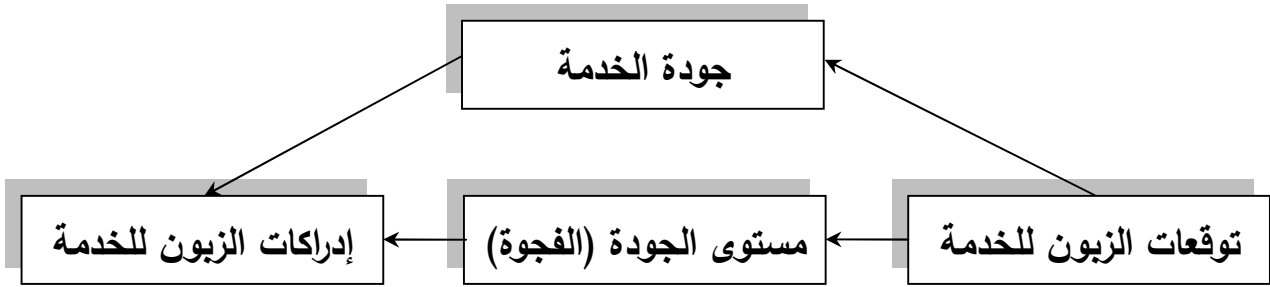 جودة الخدمة
توقعات الزبون للخدمة
مستوى الجودة (الفجوة)
إدراكات الزبون للخدمة